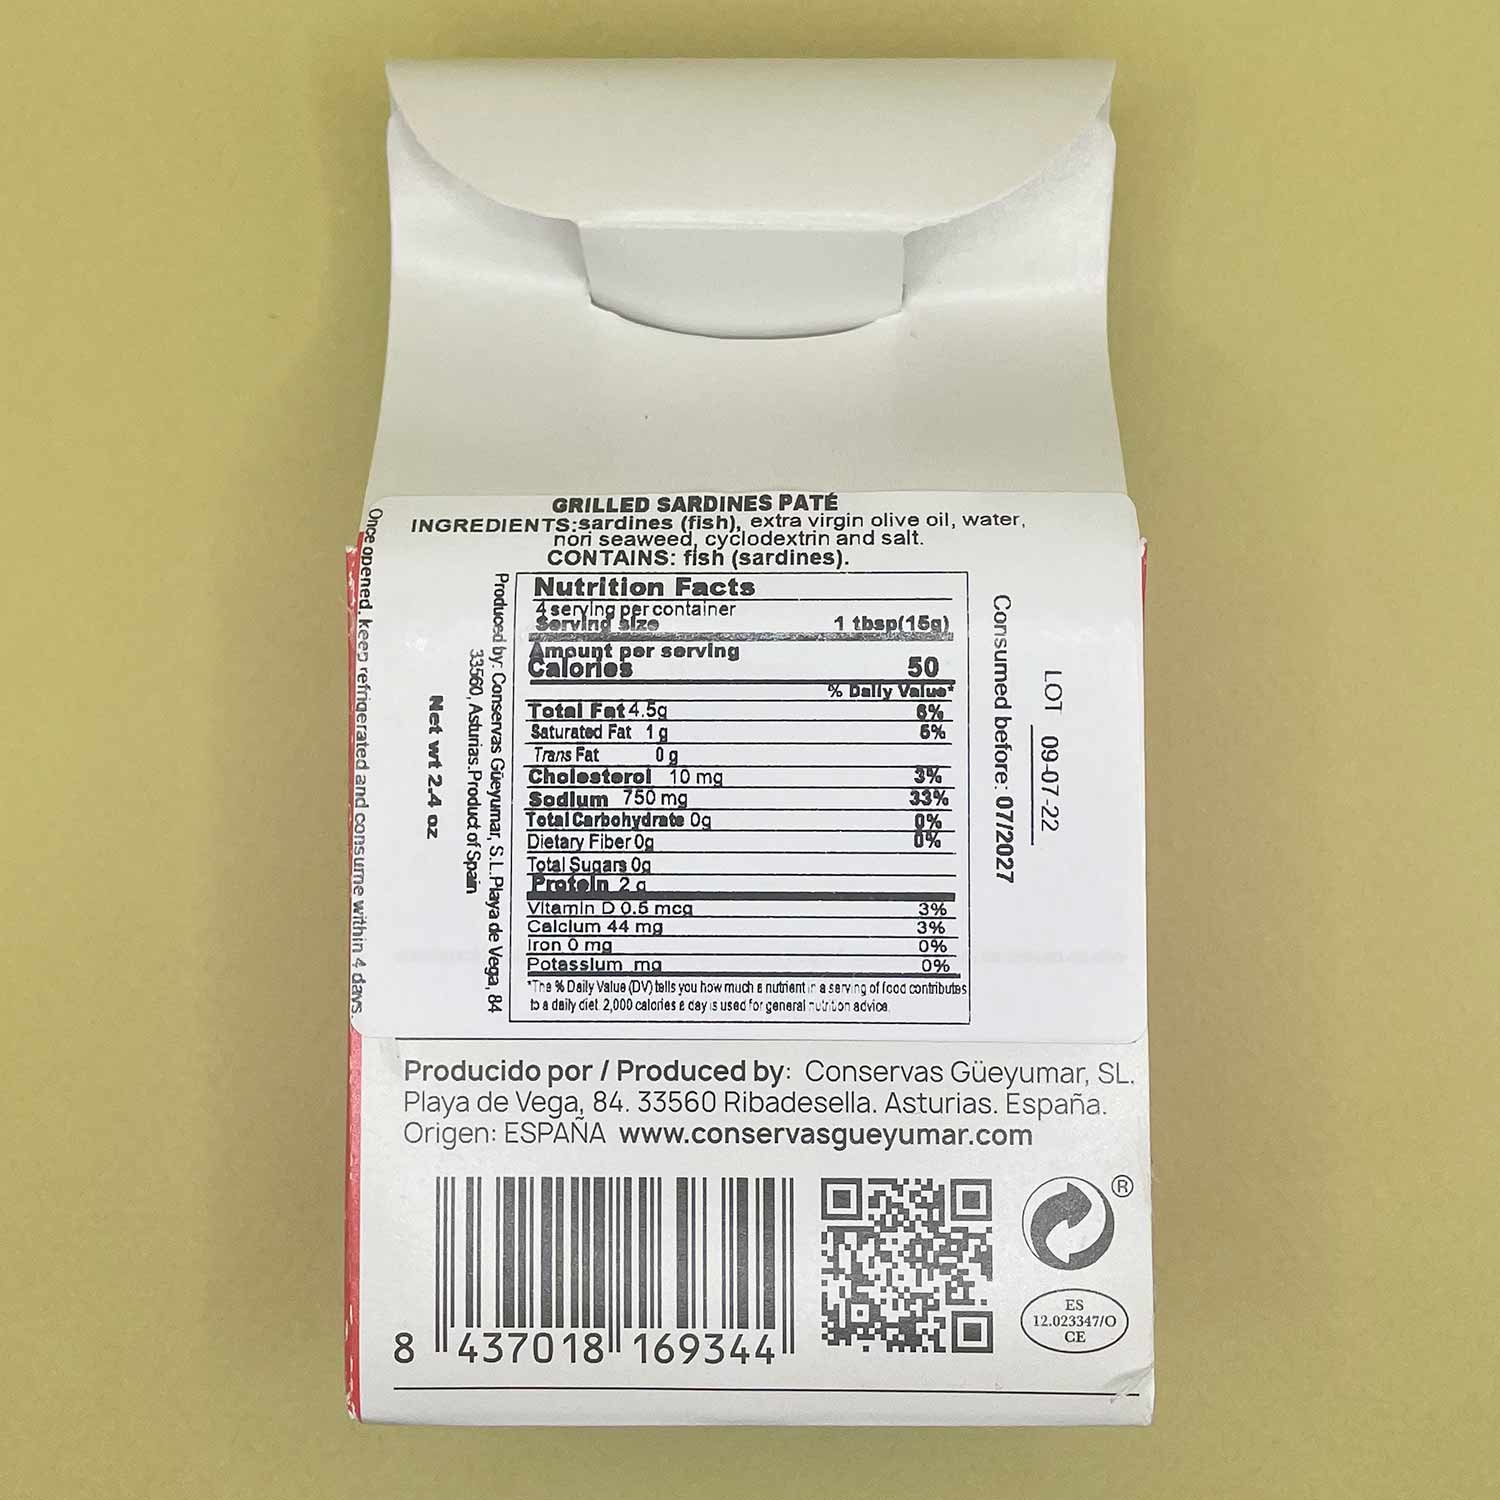 GRILLED SARDINES PATÉ
INGREDIENTS:sardines (fish), extra virgin olive oil, water,
nori seaweed, cyclodextrin and salt.
CONTAINS: fish (sardines).
Once opened, keep refrigerated and consume within 4 days.
Net wt 2.4 oz
Produced by: Conservas Güeyumar, S.L.Playa de Vega, 84
33560, Asturias.Product of Spain
Nutrition Facts
4 serving per container
Serving size 1 tbsp(15g)
Amount per serving
Calories 50
% Daily Value*
Total Fat 4.5g 6%
Saturated Fat 1 g 5%
Trans Fat 0 g
Cholesterol 10 mg 3%
Sodium 750 mg 33%
Total Carbohydrate 0g 0%
Dietary Fiber 0g 0%
Total Sugars 0g
Protein 2 g
Vitamin D 0.5 mcg 3%
Calcium 44 mg 3%
Iron 0 mg 0%
Potassium mg 0%
*The % Daily Value (DV) tells you how much a nutrient in a serving of food contributes
to a daily diet. 2,000 calories a day is used for general nutrition advice.
LOT 09-07-22
Consumed before: 07/2027
Producido por / Produced by: Conservas Güeyumar, SL.
Playa de Vega, 84. 33560 Ribadesella. Asturias. España.
Origen: ESPAÑA www.conservasgueyumar.com
8 437018 169344
®
ES
12.023347/O
CE